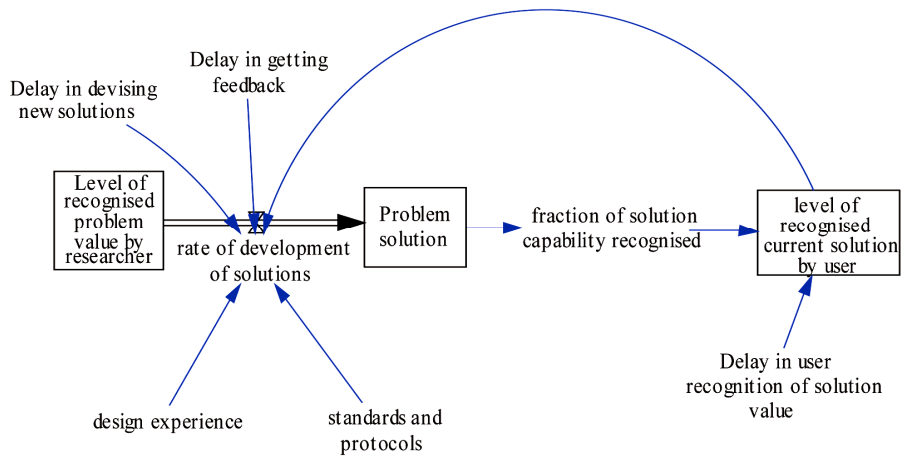 Delay in getting
feedback
Delay in devising
new solutions
Level of
recognised
problem
value by
researcher
rate of development
of solutions
Problem
solution
fraction of solution
capability recognised
level of
recognised
current solution
by user
Delay in user
recognition of solution
value
design experience
standards and
protocols